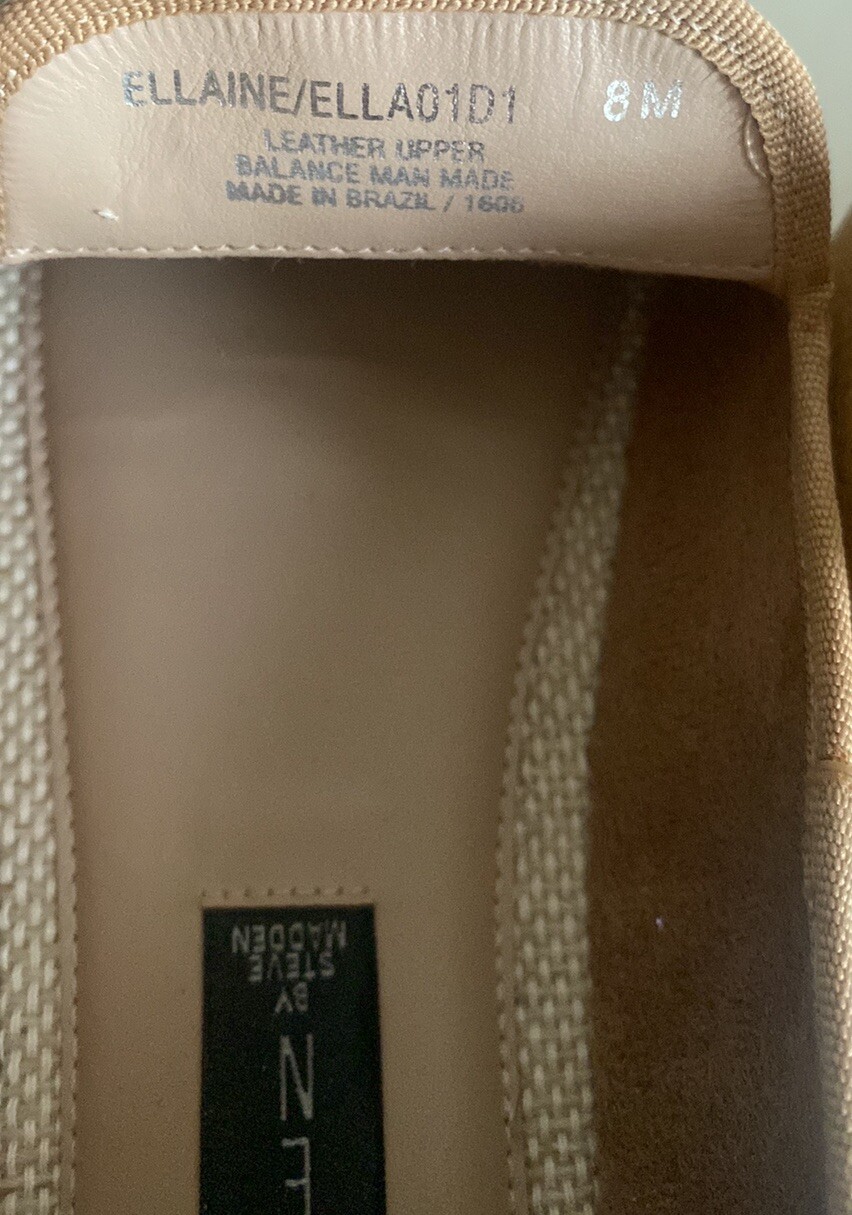 ELLAINE/ELLA01D1 8M
LEATHER UPPER
BALANCE MAN MADE
MADE IN BRAZIL / 1606
STEVE
MADDEN
BY
N